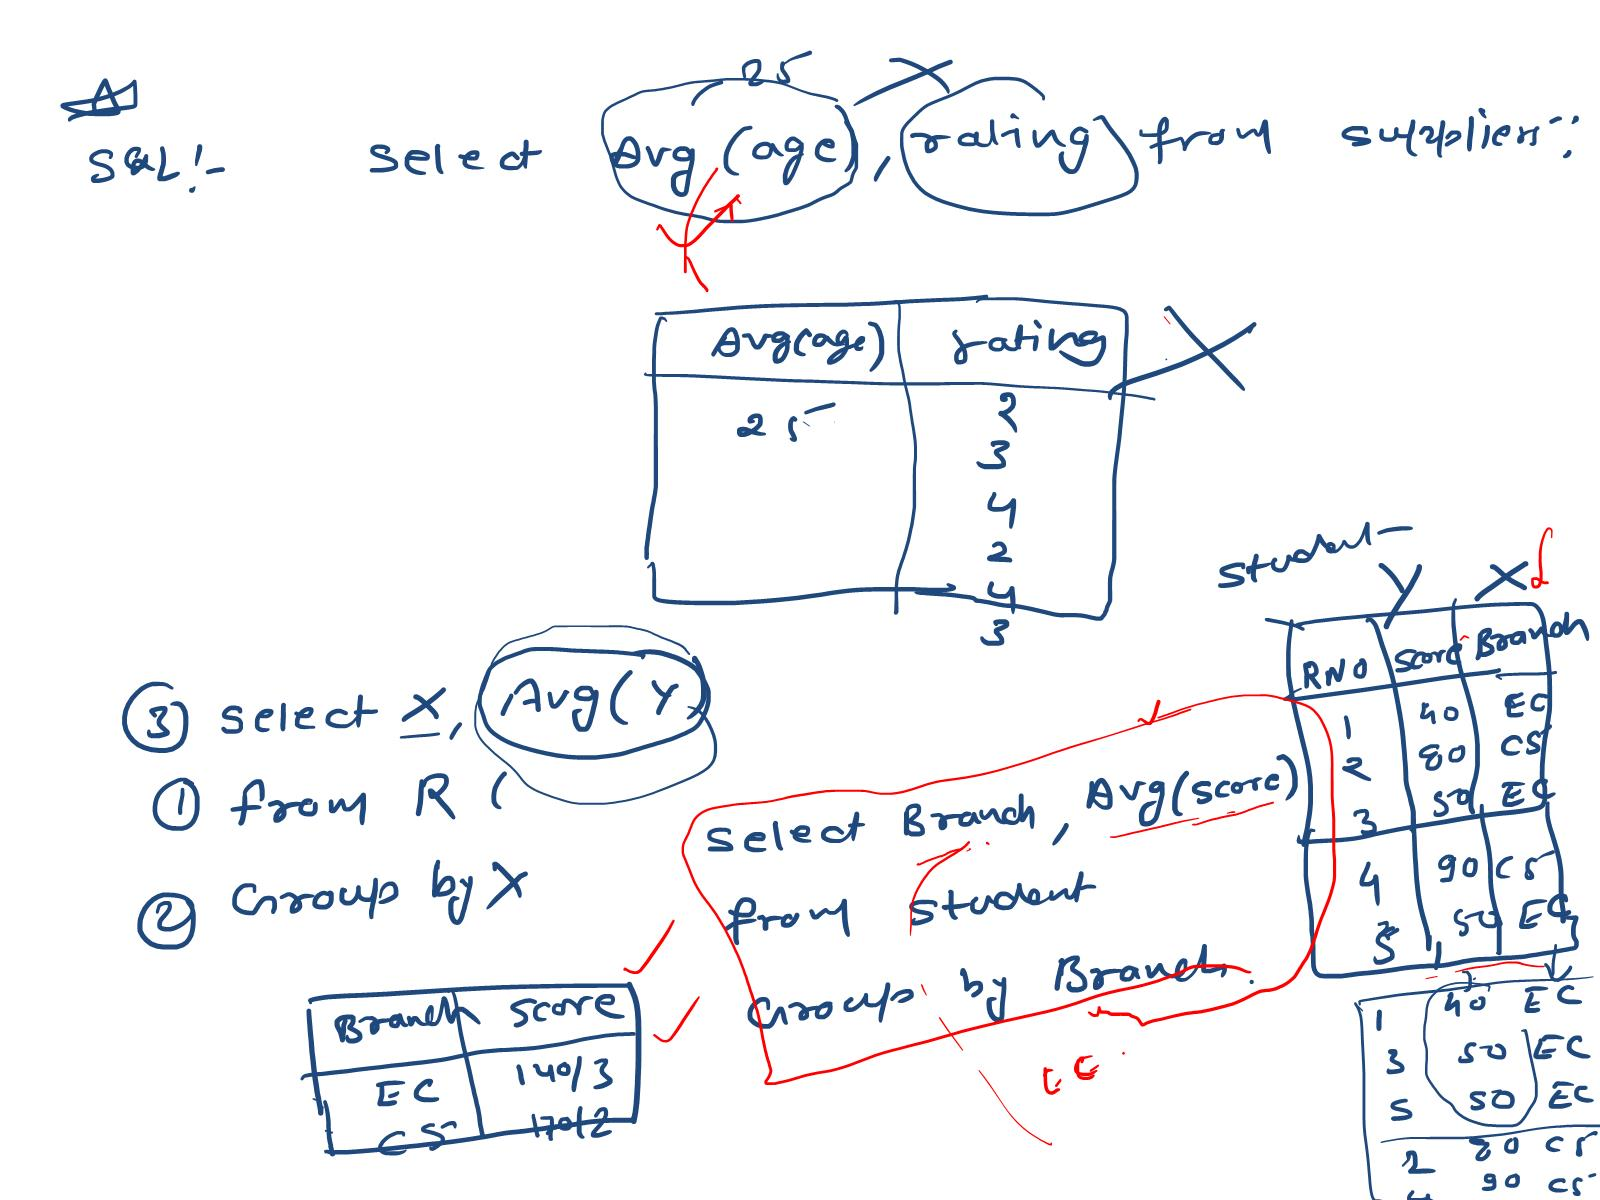 25
SQL:- Select Avg (age), rating from suppliers;
Avg(age) rating
25 2
3
4
2
4
3
Student
Y X
RNO Score Branch
1 40 EC
2 80 CS
3 50 EC
4 90 CS
5 50 EC
③ Select X, Avg(Y)
① from R
② Group by X
Select Branch, Avg(score)
from student
Group by Branch.
Branch Score
EC 140/3
CS 170/2
1 40 EC
3 50 EC
5 50 EC
2 80 CS
4 90 CS